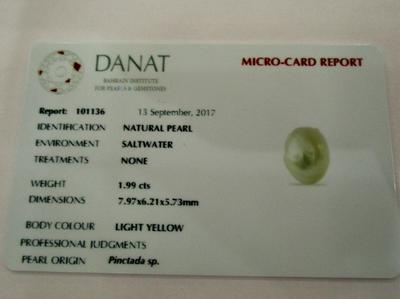 DANAT
BAHRAIN INSTITUTE
FOR PEARLS & GEMSTONES
MICRO-CARD REPORT
Report: 101136 13 September, 2017
IDENTIFICATION NATURAL PEARL
ENVIRONMENT SALTWATER
TREATMENTS NONE
WEIGHT 1.99 cts
DIMENSIONS 7.97x6.21x5.73mm
BODY COLOUR LIGHT YELLOW
PROFESSIONAL JUDGMENTS
PEARL ORIGIN Pinctada sp.